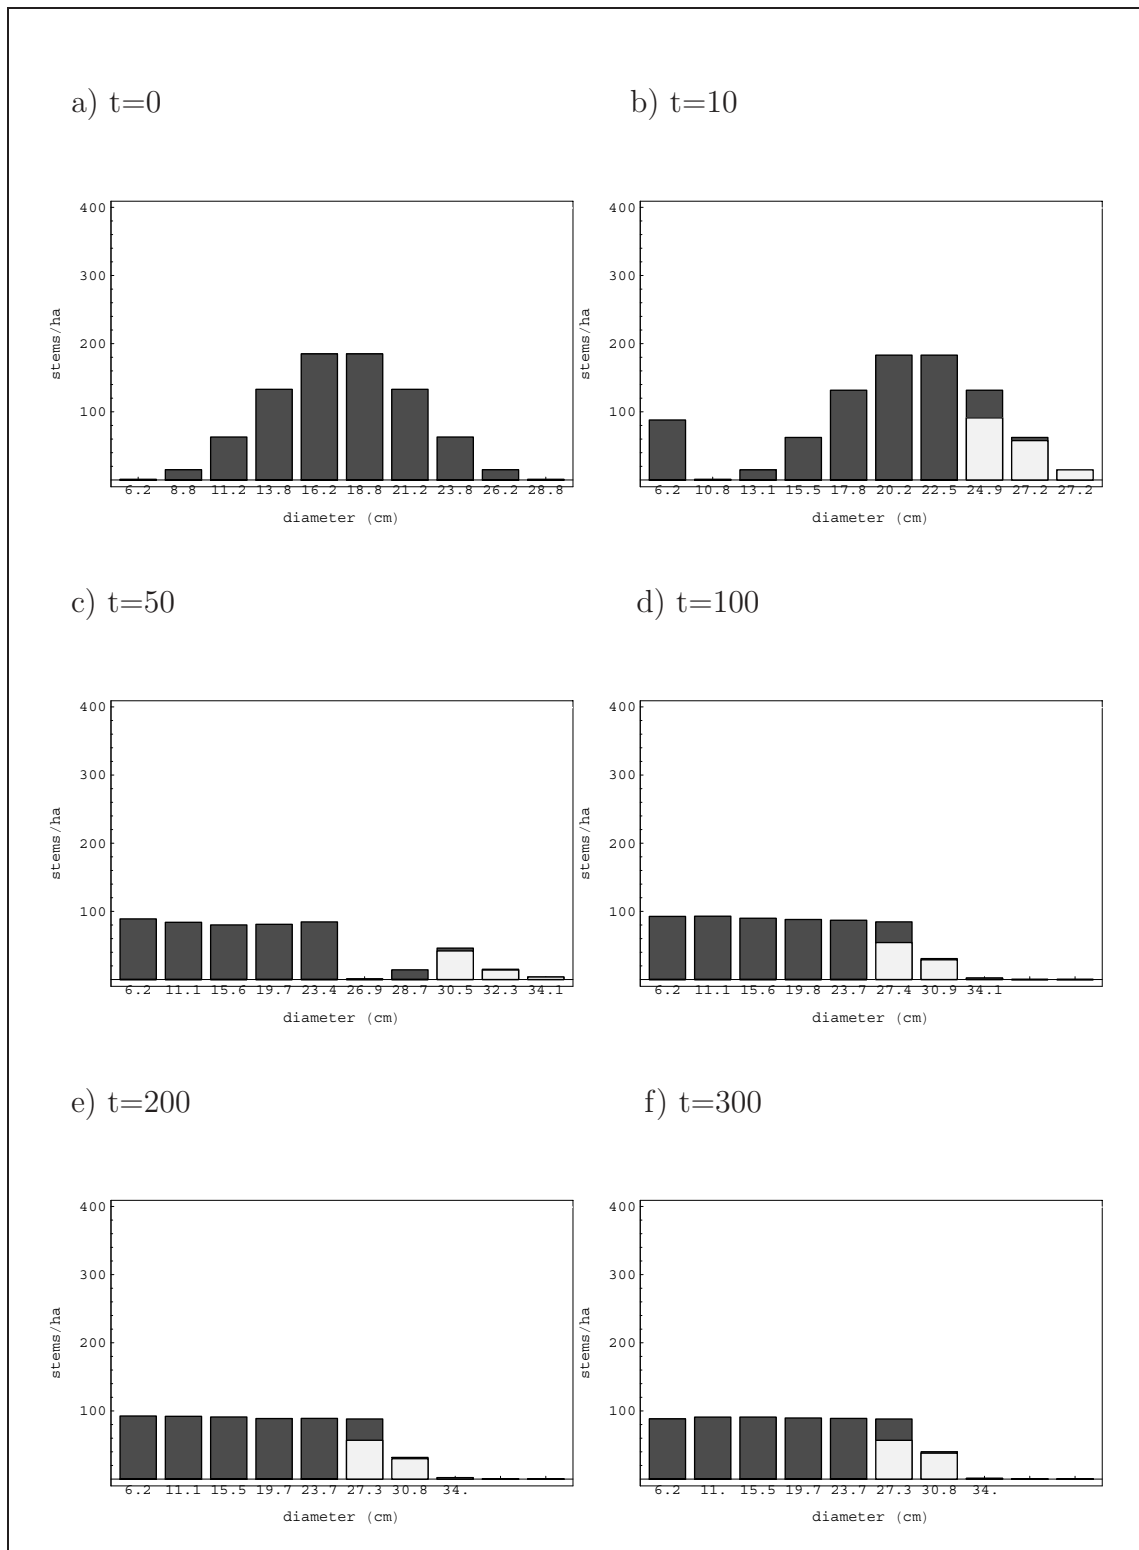 a) t=0
b) t=10
400
300
200
100
stems/ha
6.2 8.8 11.2 13.8 16.2 18.8 21.2 23.8 26.2 28.8
diameter (cm)
400
300
200
100
stems/ha
6.2 10.8 13.1 15.5 17.8 20.2 22.5 24.9 27.2 27.2
diameter (cm)
c) t=50
d) t=100
400
300
200
100
stems/ha
6.2 11.1 15.6 19.7 23.4 26.9 28.7 30.5 32.3 34.1
diameter (cm)
400
300
200
100
stems/ha
6.2 11.1 15.6 19.8 23.7 27.4 30.9 34.1
diameter (cm)
e) t=200
f) t=300
400
300
200
100
stems/ha
6.2 11.1 15.5 19.7 23.7 27.3 30.8 34.
diameter (cm)
400
300
200
100
stems/ha
6.2 11. 15.5 19.7 23.7 27.3 30.8 34.
diameter (cm)